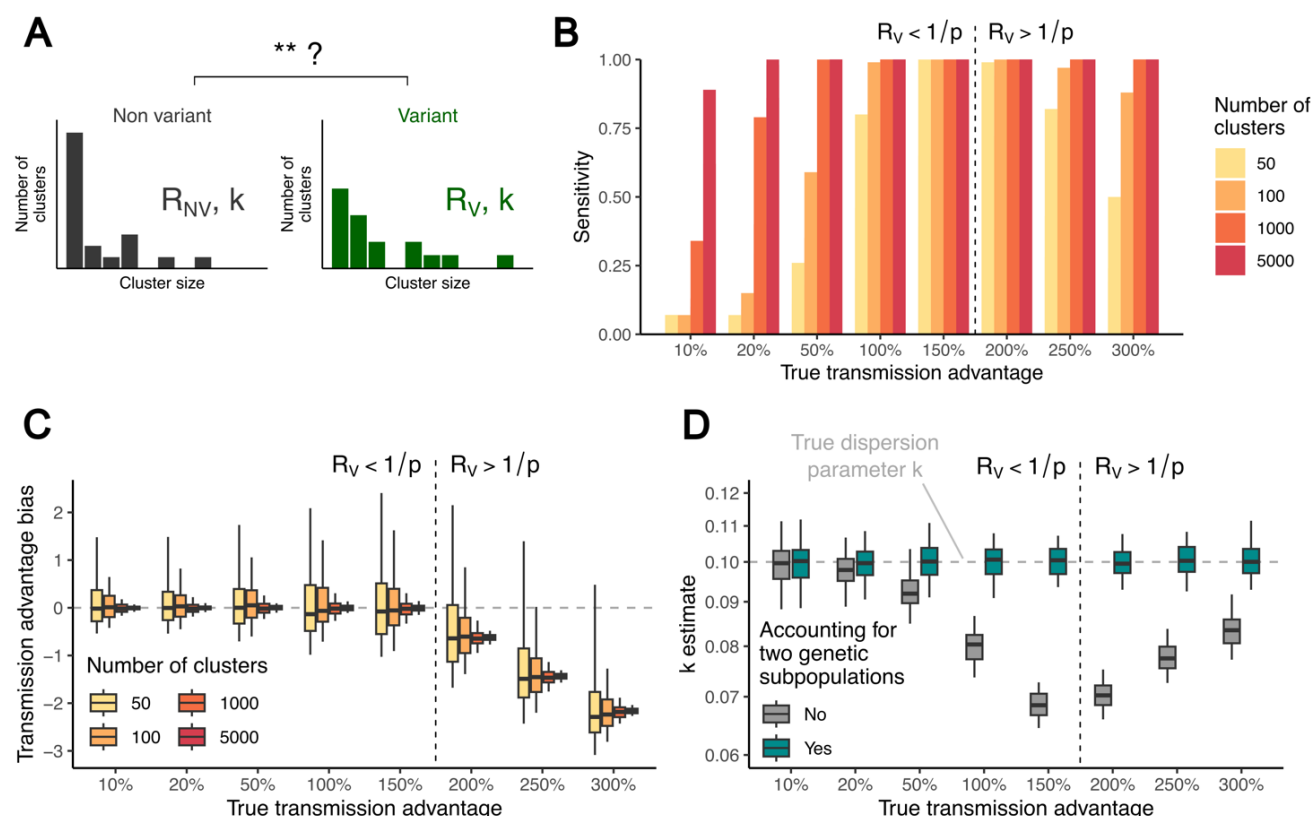 A
** ?
Non variant
Number of
clusters
R_NV, k
Cluster size
Variant
Number of
clusters
R_V, k
Cluster size
B
R_V < 1/p
R_V > 1/p
Sensitivity
1.00
0.75
0.50
0.25
0.00
10% 20% 50% 100% 150% 200% 250% 300%
True transmission advantage
Number of
clusters
50
100
1000
5000
C
R_V < 1/p
R_V > 1/p
Transmission advantage bias
2
1
0
−1
−2
−3
Number of clusters
50 1000
100 5000
10% 20% 50% 100% 150% 200% 250% 300%
True transmission advantage
D
True dispersion
parameter k
R_V < 1/p
R_V > 1/p
k estimate
0.12
0.11
0.10
0.09
0.08
0.07
0.06
Accounting for
two genetic
subpopulations
No
Yes
10% 20% 50% 100% 150% 200% 250% 300%
True transmission advantage